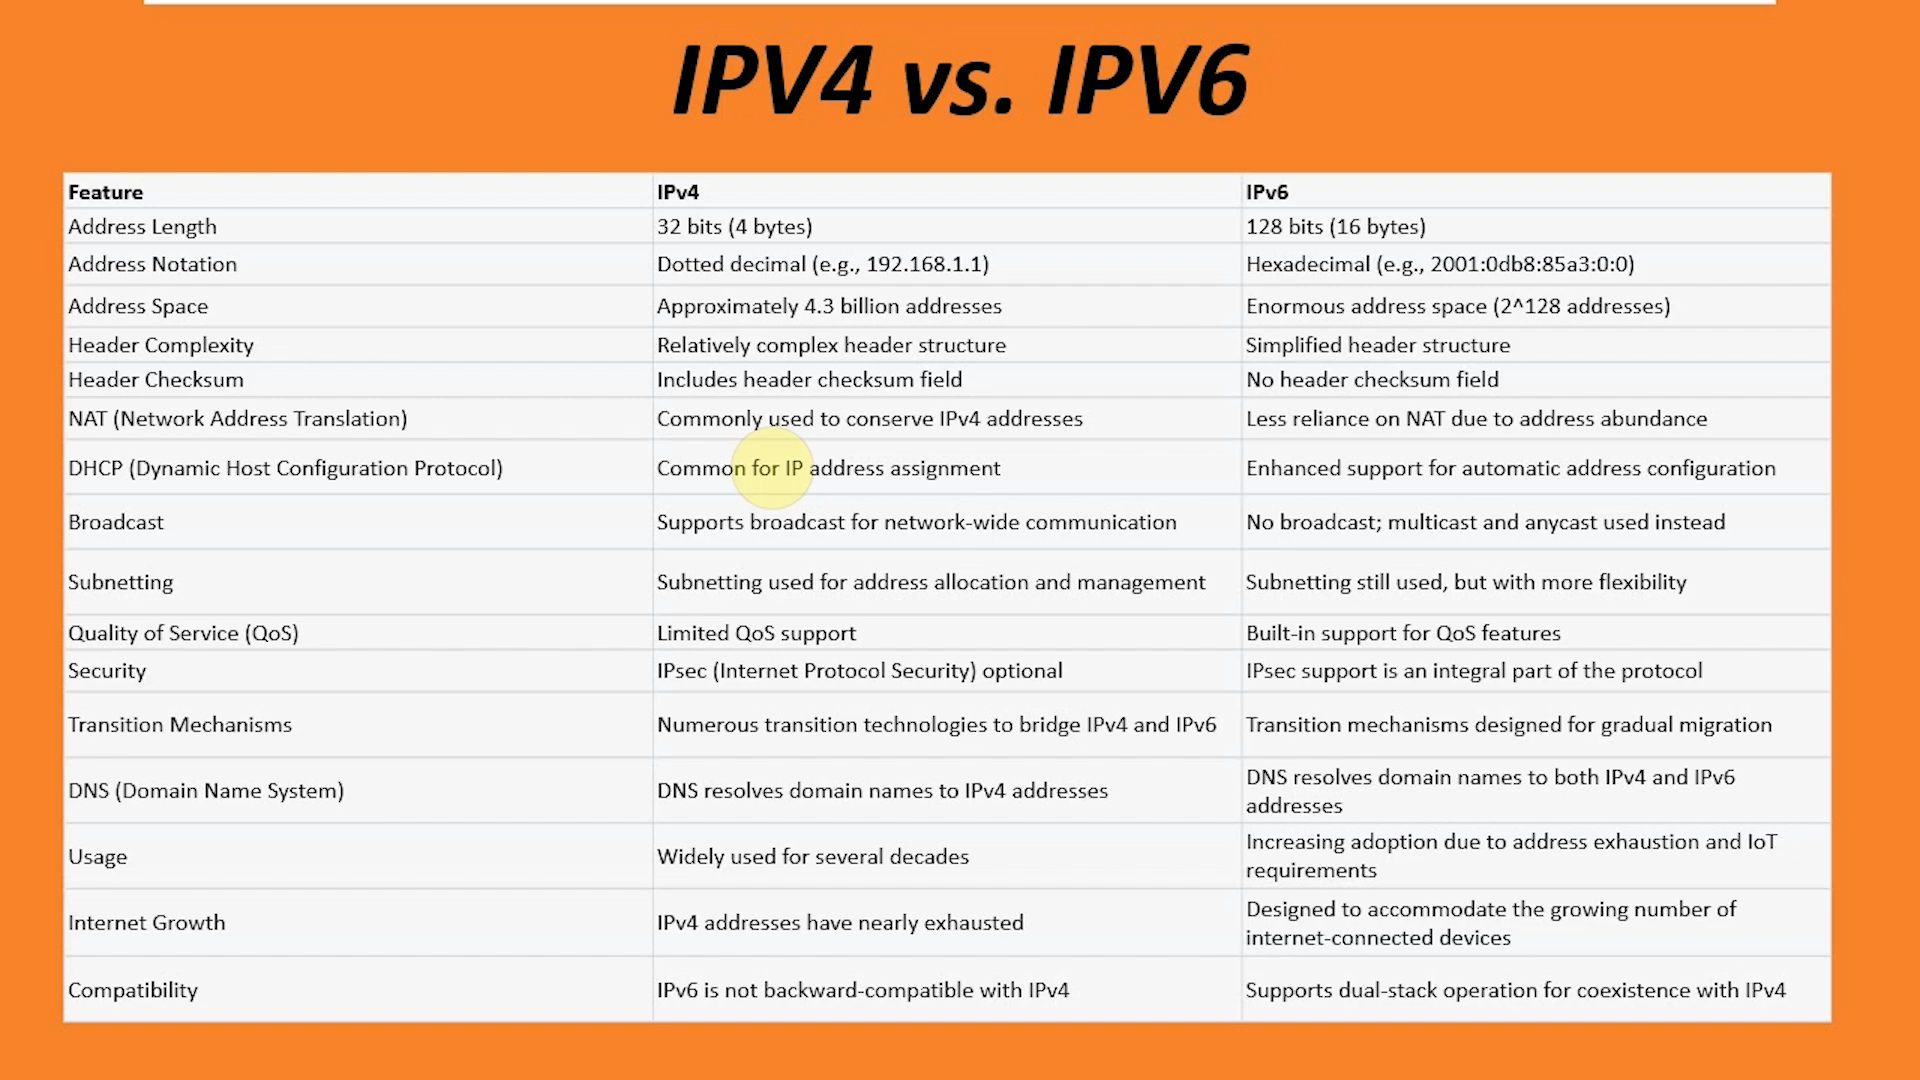 IPV4 vs. IPV6
Feature IPv4 IPv6
Address Length 32 bits (4 bytes) 128 bits (16 bytes)
Address Notation Dotted decimal (e.g., 192.168.1.1) Hexadecimal (e.g., 2001:0db8:85a3:0:0)
Address Space Approximately 4.3 billion addresses Enormous address space (2^128 addresses)
Header Complexity Relatively complex header structure Simplified header structure
Header Checksum Includes header checksum field No header checksum field
NAT (Network Address Translation) Commonly used to conserve IPv4 addresses Less reliance on NAT due to address abundance
DHCP (Dynamic Host Configuration Protocol) Common for IP address assignment Enhanced support for automatic address configuration
Broadcast Supports broadcast for network-wide communication No broadcast; multicast and anycast used instead
Subnetting Subnetting used for address allocation and management Subnetting still used, but with more flexibility
Quality of Service (QoS) Limited QoS support Built-in support for QoS features
Security IPsec (Internet Protocol Security) optional IPsec support is an integral part of the protocol
Transition Mechanisms Numerous transition technologies to bridge IPv4 and IPv6 Transition mechanisms designed for gradual migration
DNS (Domain Name System) DNS resolves domain names to IPv4 addresses DNS resolves domain names to both IPv4 and IPv6
addresses
Usage Widely used for several decades Increasing adoption due to address exhaustion and IoT
requirements
Internet Growth IPv4 addresses have nearly exhausted Designed to accommodate the growing number of
internet-connected devices
Compatibility IPv6 is not backward-compatible with IPv4 Supports dual-stack operation for coexistence with IPv4